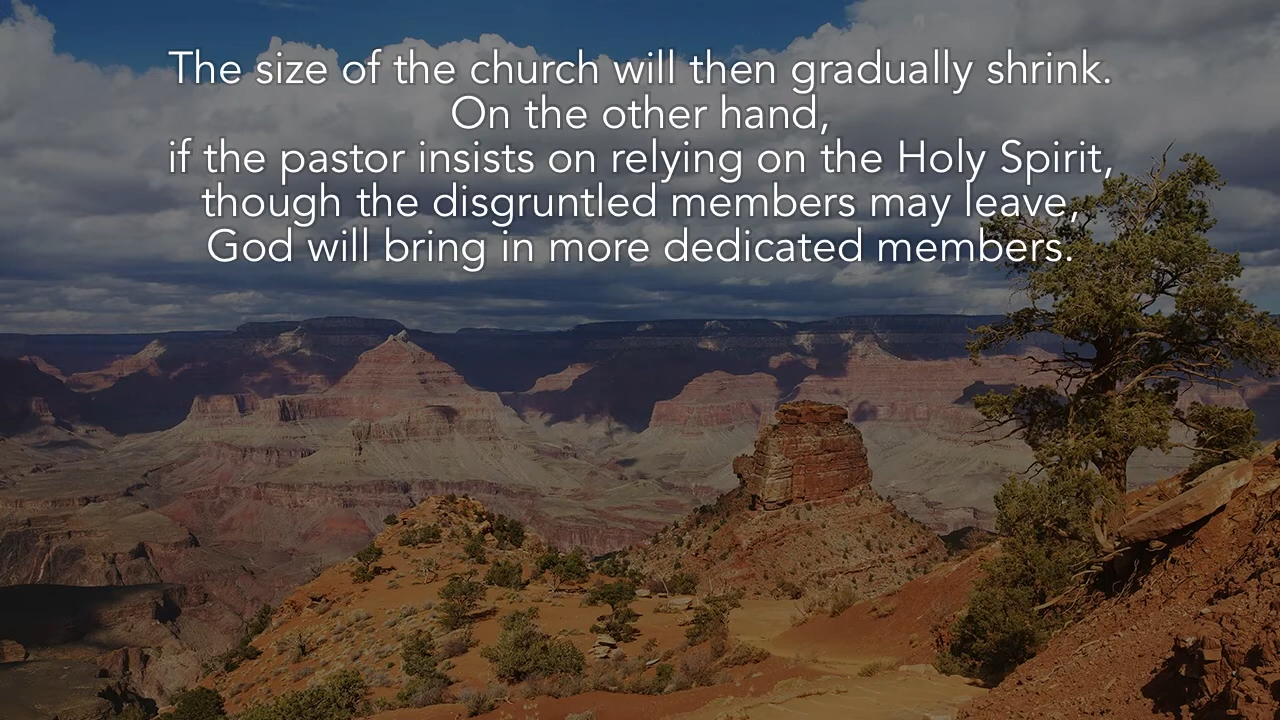 The size of the church will then gradually shrink.
On the other hand,
if the pastor insists on relying on the Holy Spirit,
though the disgruntled members may leave,
God will bring in more dedicated members.